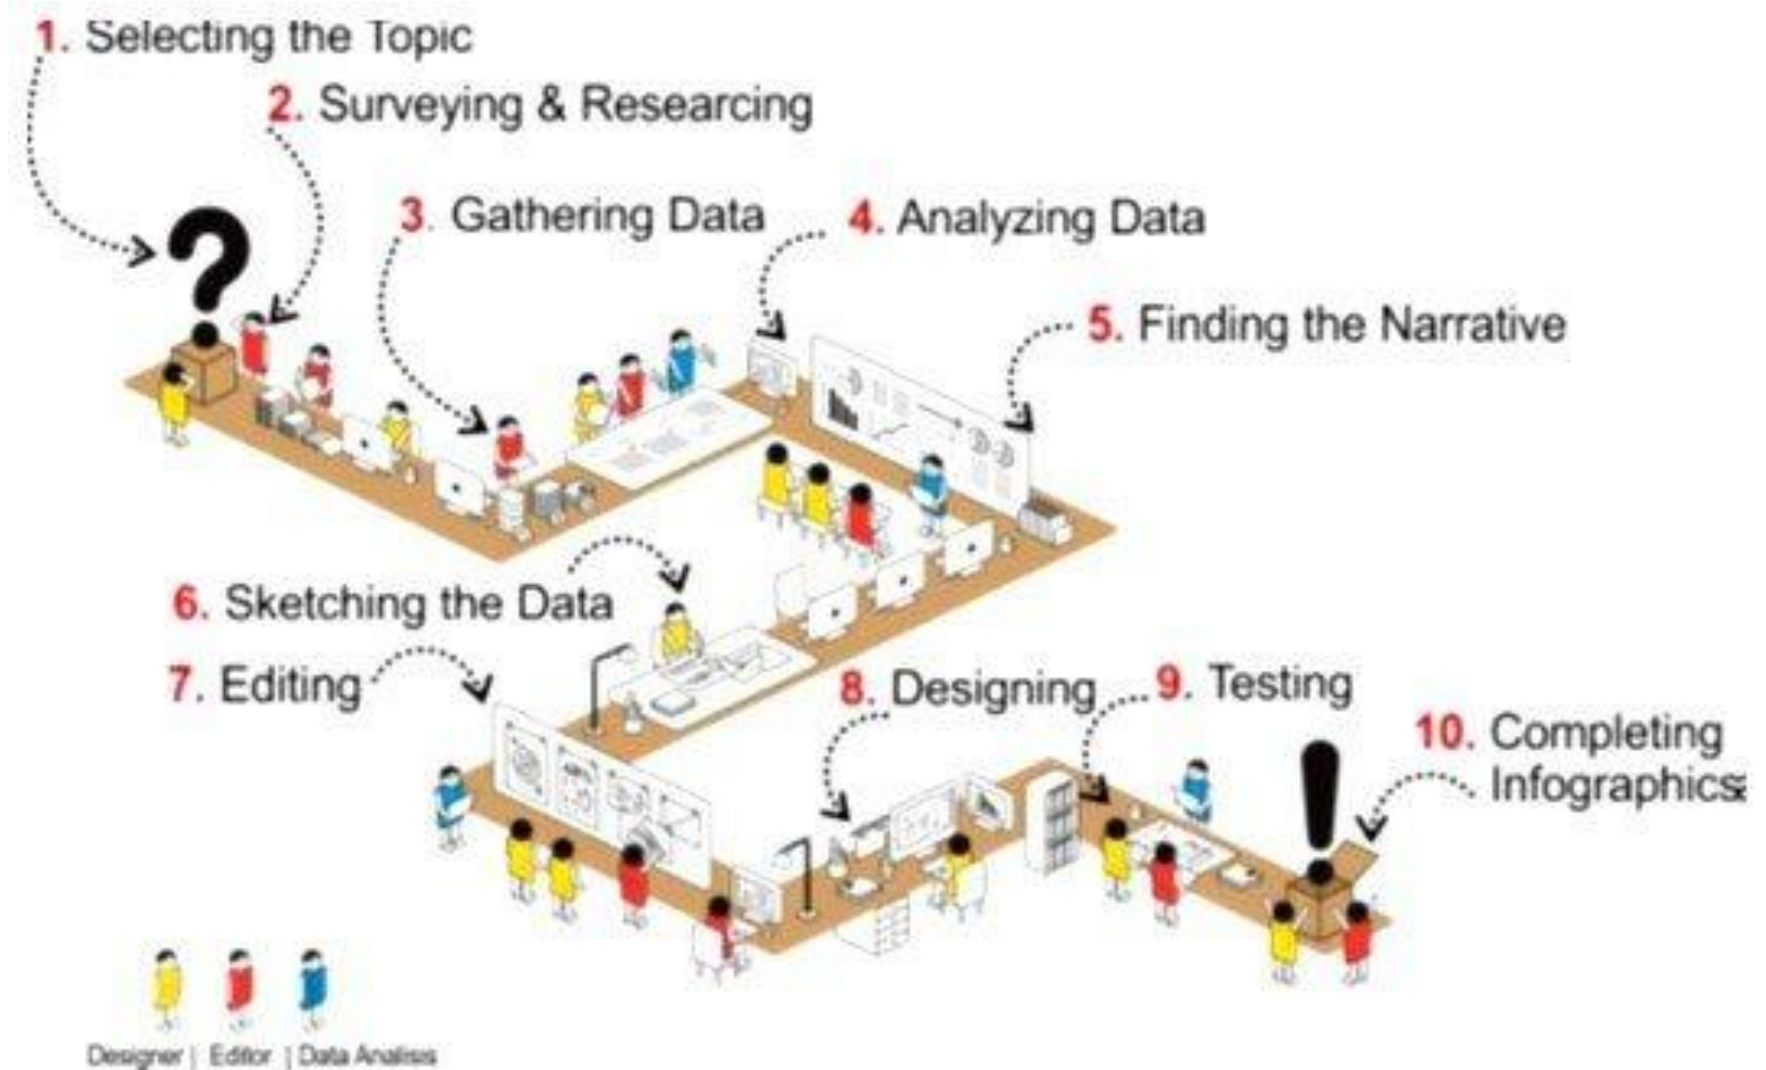 1. Selecting the Topic
2. Surveying & Researcing
3. Gathering Data
4. Analyzing Data
5. Finding the Narrative
6. Sketching the Data
7. Editing
8. Designing
9. Testing
10. Completing
Infographics
Designer | Editor | Data Analisis